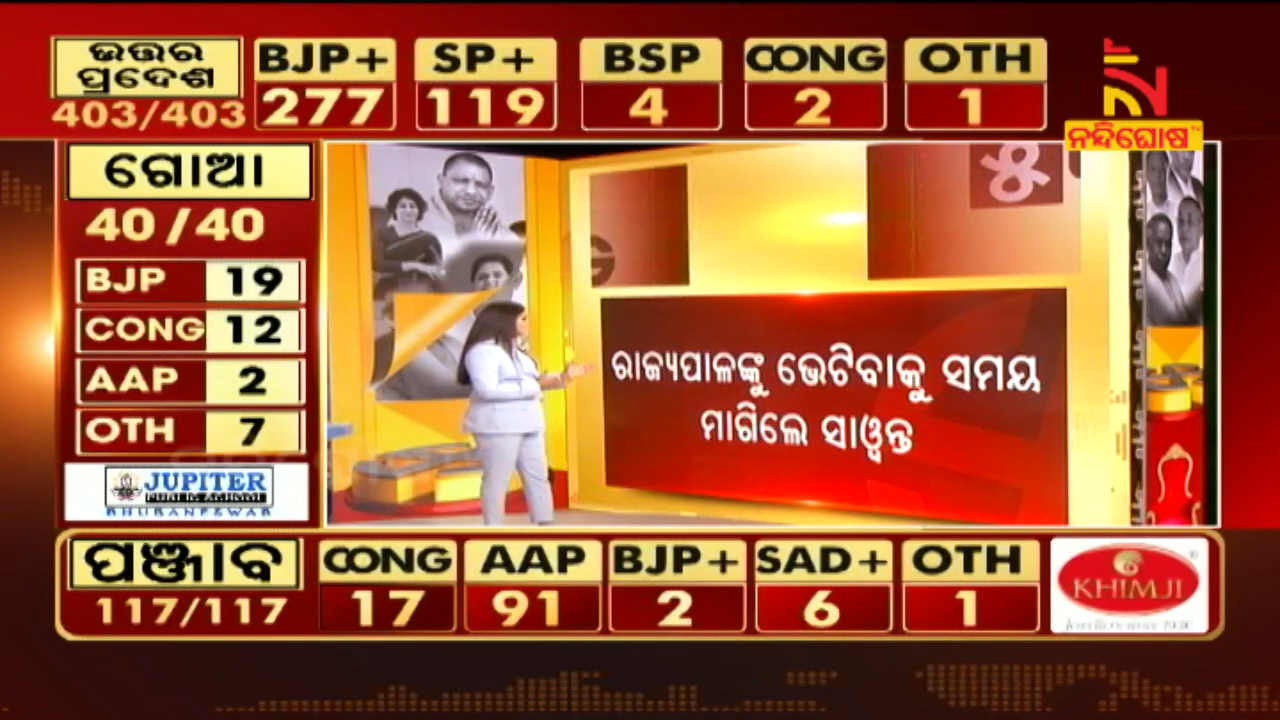 ଉତ୍ତର
ପ୍ରଦେଶ
403/403
BJP+ SP+ BSP CONG OTH
277 119 4 2 1
ନନ୍ଦିଘୋଷ
ଗୋଆ
40/40
BJP 19
CONG 12
AAP 2
OTH 7
JUPITER
BHUBANESWAR
ରାଜ୍ୟପାଳଙ୍କୁ ଭେଟିବାକୁ ସମୟ
ମାଗିଲେ ସାୱନ୍ତ
ପଞ୍ଜାବ
117/117
CONG AAP BJP+ SAD+ OTH
17 91 2 6 1
KHIMJI